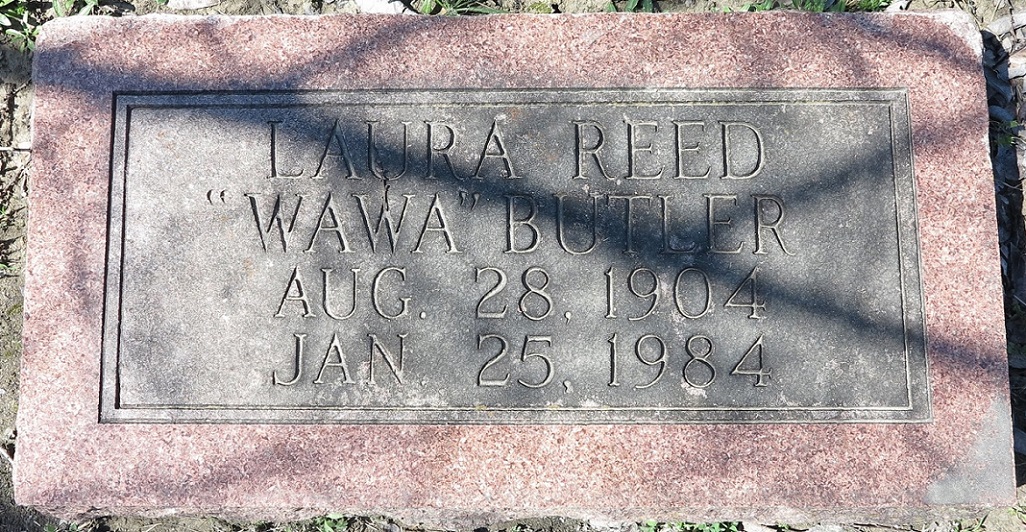 LAURA REED
"WAWA" BUTLER
AUG. 28, 1904
JAN. 25, 1984